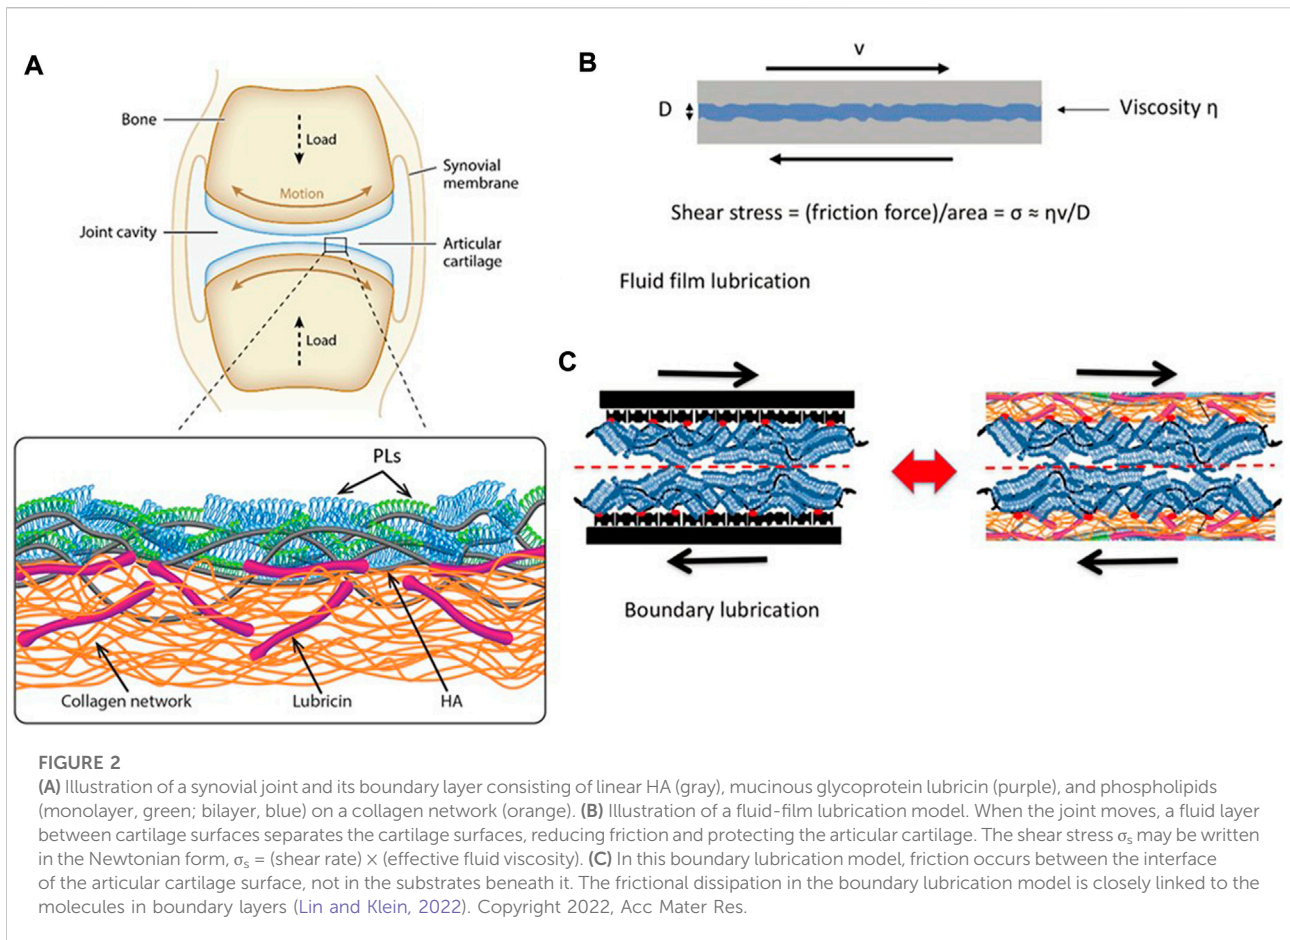 A
Bone
Load
Motion
Synovial
membrane
Joint cavity
Articular
cartilage
Load
PLs
Collagen network
Lubricin
HA
B
v
D
Viscosity η
Shear stress = (friction force)/area = σ ≈ ηv/D
Fluid film lubrication
C
Boundary lubrication
FIGURE 2
(A) Illustration of a synovial joint and its boundary layer consisting of linear HA (gray), mucinous glycoprotein lubricin (purple), and phospholipids
(monolayer, green; bilayer, blue) on a collagen network (orange). (B) Illustration of a fluid-film lubrication model. When the joint moves, a fluid layer
between cartilage surfaces separates the cartilage surfaces, reducing friction and protecting the articular cartilage. The shear stress σₛ may be written
in the Newtonian form, σₛ = (shear rate) × (effective fluid viscosity). (C) In this boundary lubrication model, friction occurs between the interface
of the articular cartilage surface, not in the substrates beneath it. The frictional dissipation in the boundary lubrication model is closely linked to the
molecules in boundary layers (Lin and Klein, 2022). Copyright 2022, Acc Mater Res.